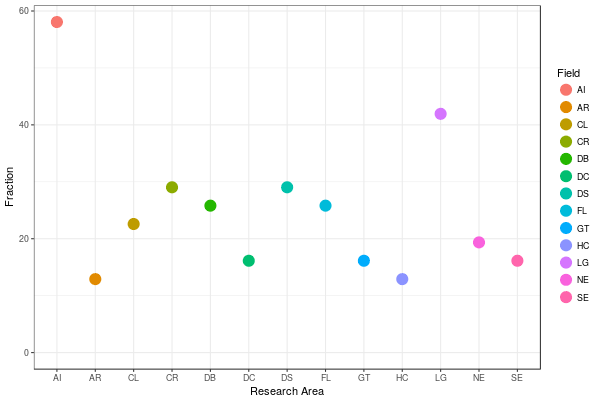 60
40
20
0
Fraction
AI AR CL CR DB DC DS FL GT HC LG NE SE
Research Area
Field
AI
AR
CL
CR
DB
DC
DS
FL
GT
HC
LG
NE
SE